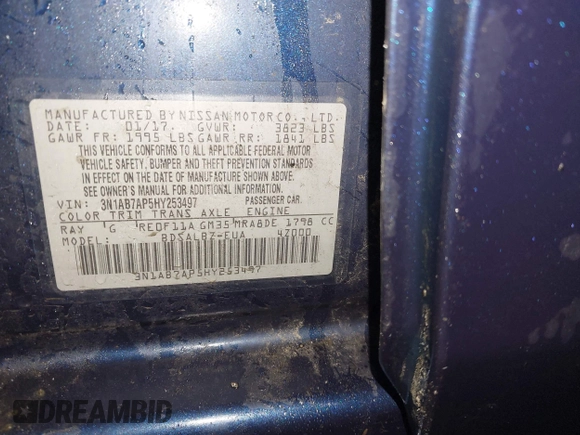 MANUFACTURED BY NISSAN MOTOR CO., LTD.
DATE: 01/17 GVWR: 3823 LBS
GAWR FR: 1995 LBS GAWR RR: 1841 LBS
THIS VEHICLE CONFORMS TO ALL APPLICABLE FEDERAL MOTOR
VEHICLE SAFETY, BUMPER AND THEFT PREVENTION STANDARDS
IN EFFECT ON THE DATE OF MANUFACTURE SHOWN ABOVE.
SEE OWNER'S MANUAL FOR ADDITIONAL INFORMATION.
VIN: 3N1AB7AP5HY253497 PASSENGER CAR.
COLOR TRIM TRANS AXLE ENGINE
RAY G RE0F11A GM35 MRA8DE 1798 CC
MODEL: BDSALB7-EUA 47000
3N1AB7AP5HY253497
DREAMBID